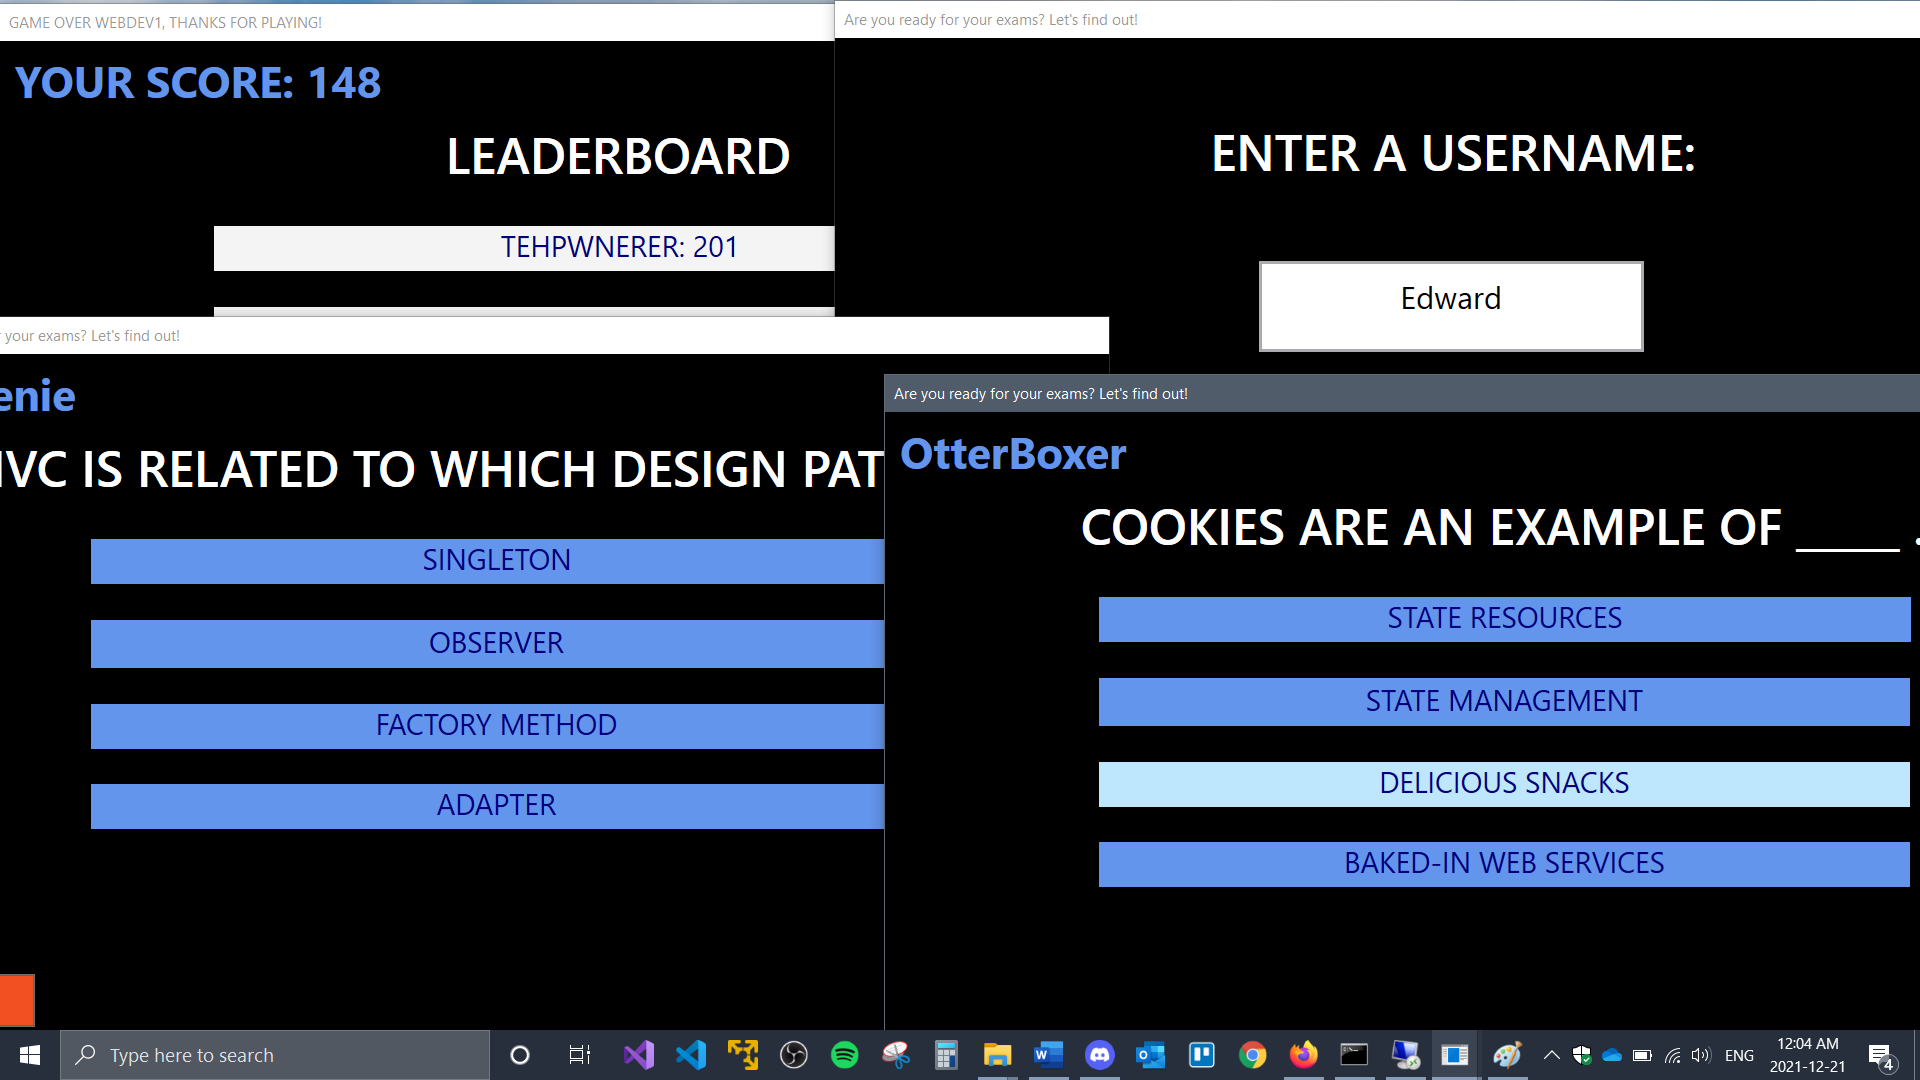 GAME OVER WEBDEV1, THANKS FOR PLAYING!
YOUR SCORE: 148
LEADERBOARD
TEHPWNERER: 201
Are you ready for your exams? Let's find out!
ENTER A USERNAME:
Edward
your exams? Let's find out!
enie
VC IS RELATED TO WHICH DESIGN PAT
SINGLETON
OBSERVER
FACTORY METHOD
ADAPTER
Are you ready for your exams? Let's find out!
OtterBoxer
COOKIES ARE AN EXAMPLE OF _____ .
STATE RESOURCES
STATE MANAGEMENT
DELICIOUS SNACKS
BAKED-IN WEB SERVICES
Type here to search
ENG
12:04 AM
2021-12-21
4